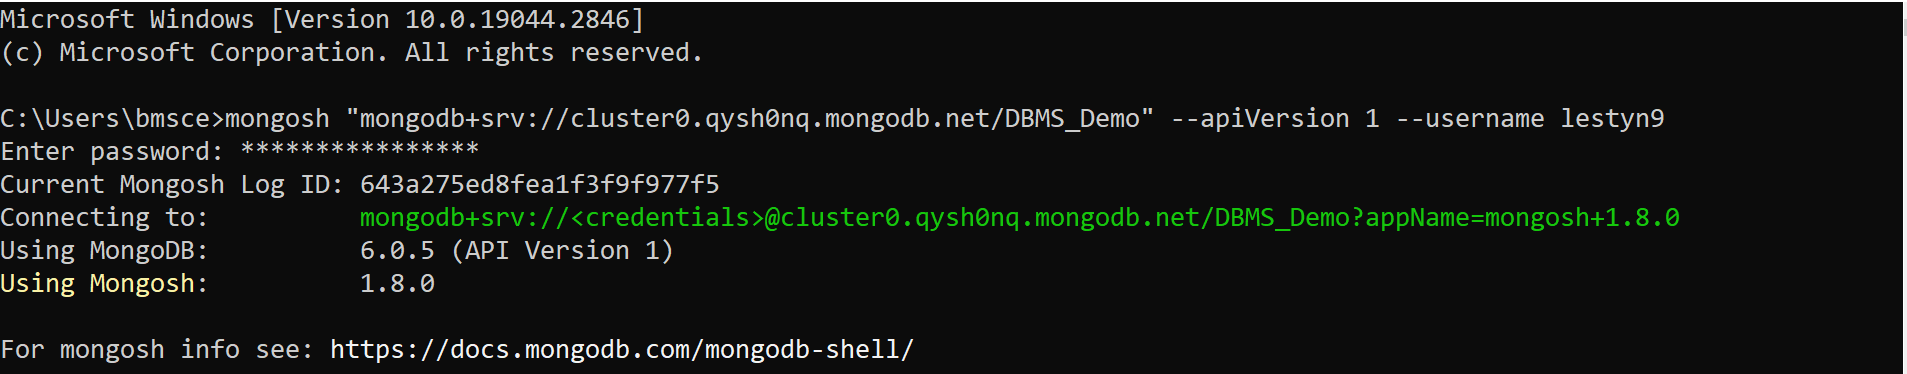 Microsoft Windows [Version 10.0.19044.2846]
(c) Microsoft Corporation. All rights reserved.
C:\Users\bmsce>mongosh "mongodb+srv://cluster0.qysh0nq.mongodb.net/DBMS_Demo" --apiVersion 1 --username lestyn9
Enter password: ****************
Current Mongosh Log ID: 643a275ed8fea1f3f9f977f5
Connecting to:          mongodb+srv://<credentials>@cluster0.qysh0nq.mongodb.net/DBMS_Demo?appName=mongosh+1.8.0
Using MongoDB:          6.0.5 (API Version 1)
Using Mongosh:          1.8.0
For mongosh info see: https://docs.mongodb.com/mongodb-shell/